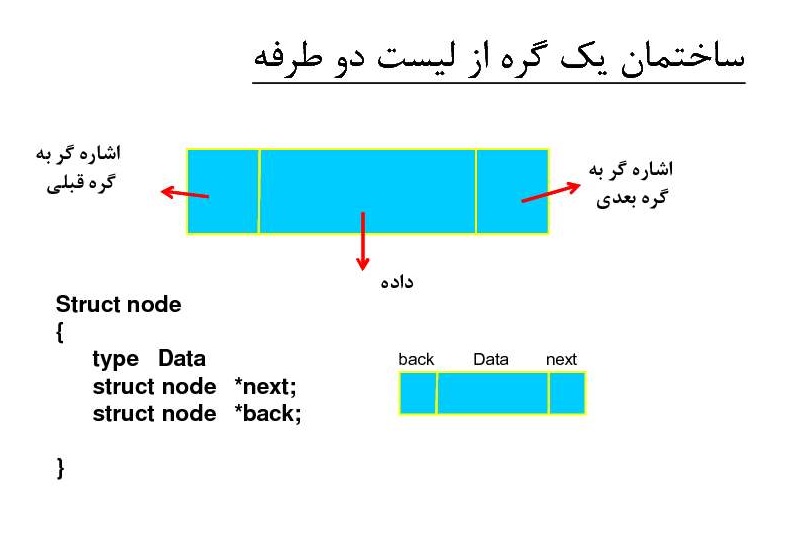 ساختمان یک گره از لیست دو طرفه
اشاره گر به
گره قبلی
اشاره گر به
گره بعدی
داده
Struct node
{
type Data
struct node *next;
struct node *back;
}
back Data next